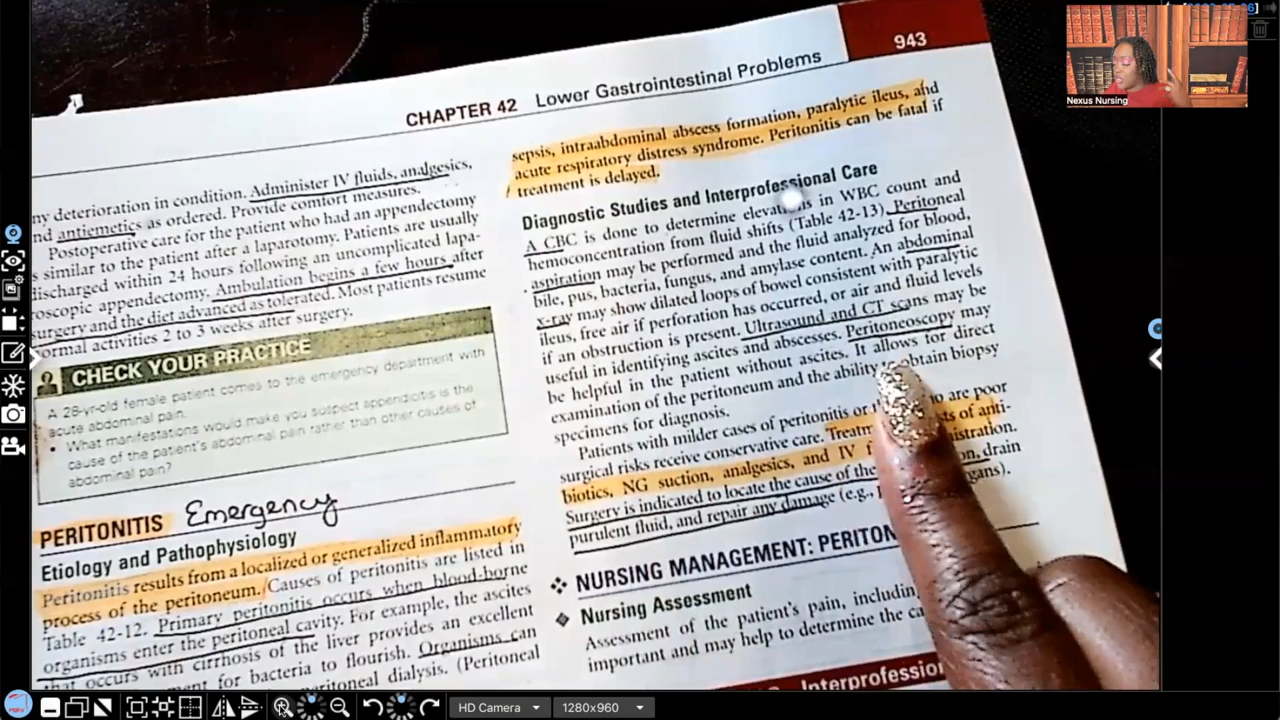 943
CHAPTER 42 Lower Gastrointestinal Problems
ny deterioration in condition. Administer IV fluids, analgesics,
nd antiemetics as ordered. Provide comfort measures.
Postoperative care for the patient who had an appendectomy
s similar to the patient after a laparotomy. Patients are usually
discharged within 24 hours following an uncomplicated lapa-
roscopic appendectomy. Ambulation begins a few hours after
surgery and the diet advanced as tolerated. Most patients resume
ormal activities 2 to 3 weeks after surgery.
CHECK YOUR PRACTICE
A 28-yr-old female patient comes to the emergency department with
acute abdominal pain.
• What manifestations would make you suspect appendicitis is the
cause of the patient's abdominal pain rather than other causes of
abdominal pain?
PERITONITIS Emergency
Etiology and Pathophysiology
Peritonitis results from a localized or generalized inflammatory
process of the peritoneum. Causes of peritonitis are listed in
Table 42-12. Primary peritonitis occurs when blood-borne
organisms enter the peritoneal cavity. For example, the ascites
that occurs with cirrhosis of the liver provides an excellent
ment for bacteria to flourish. Organisms can
peritoneal dialysis. (Peritoneal
sepsis, intraabdominal abscess formation, paralytic ileus, and
acute respiratory distress syndrome. Peritonitis can be fatal if
treatment is delayed.
Diagnostic Studies and Interprofessional Care
A CBC is done to determine elevations in WBC count and
hemoconcentration from fluid shifts (Table 42-13). Peritoneal
aspiration may be performed and the fluid analyzed for blood,
bile, pus, bacteria, fungus, and amylase content. An abdominal
x-ray may show dilated loops of bowel consistent with paralytic
ileus, free air if perforation has occurred, or air and fluid levels
if an obstruction is present. Ultrasound and CT scans may be
useful in identifying ascites and abscesses. Peritoneoscopy may
be helpful in the patient without ascites. It allows for direct
examination of the peritoneum and the ability to obtain biopsy
specimens for diagnosis.
Patients with milder cases of peritonitis or who are poor
surgical risks receive conservative care. Treatm ts of anti-
biotics, NG suction, analgesics, and IV istration.
Surgery is indicated to locate the cause of the on, drain
purulent fluid, and repair any damage (e.g., gans).
❖ NURSING MANAGEMENT: PERITON
◆ Nursing Assessment
Assessment of the patient's pain, including
important and may help to determine the ca
Interprofession
Nexus Nursing
HD Camera
1280x960